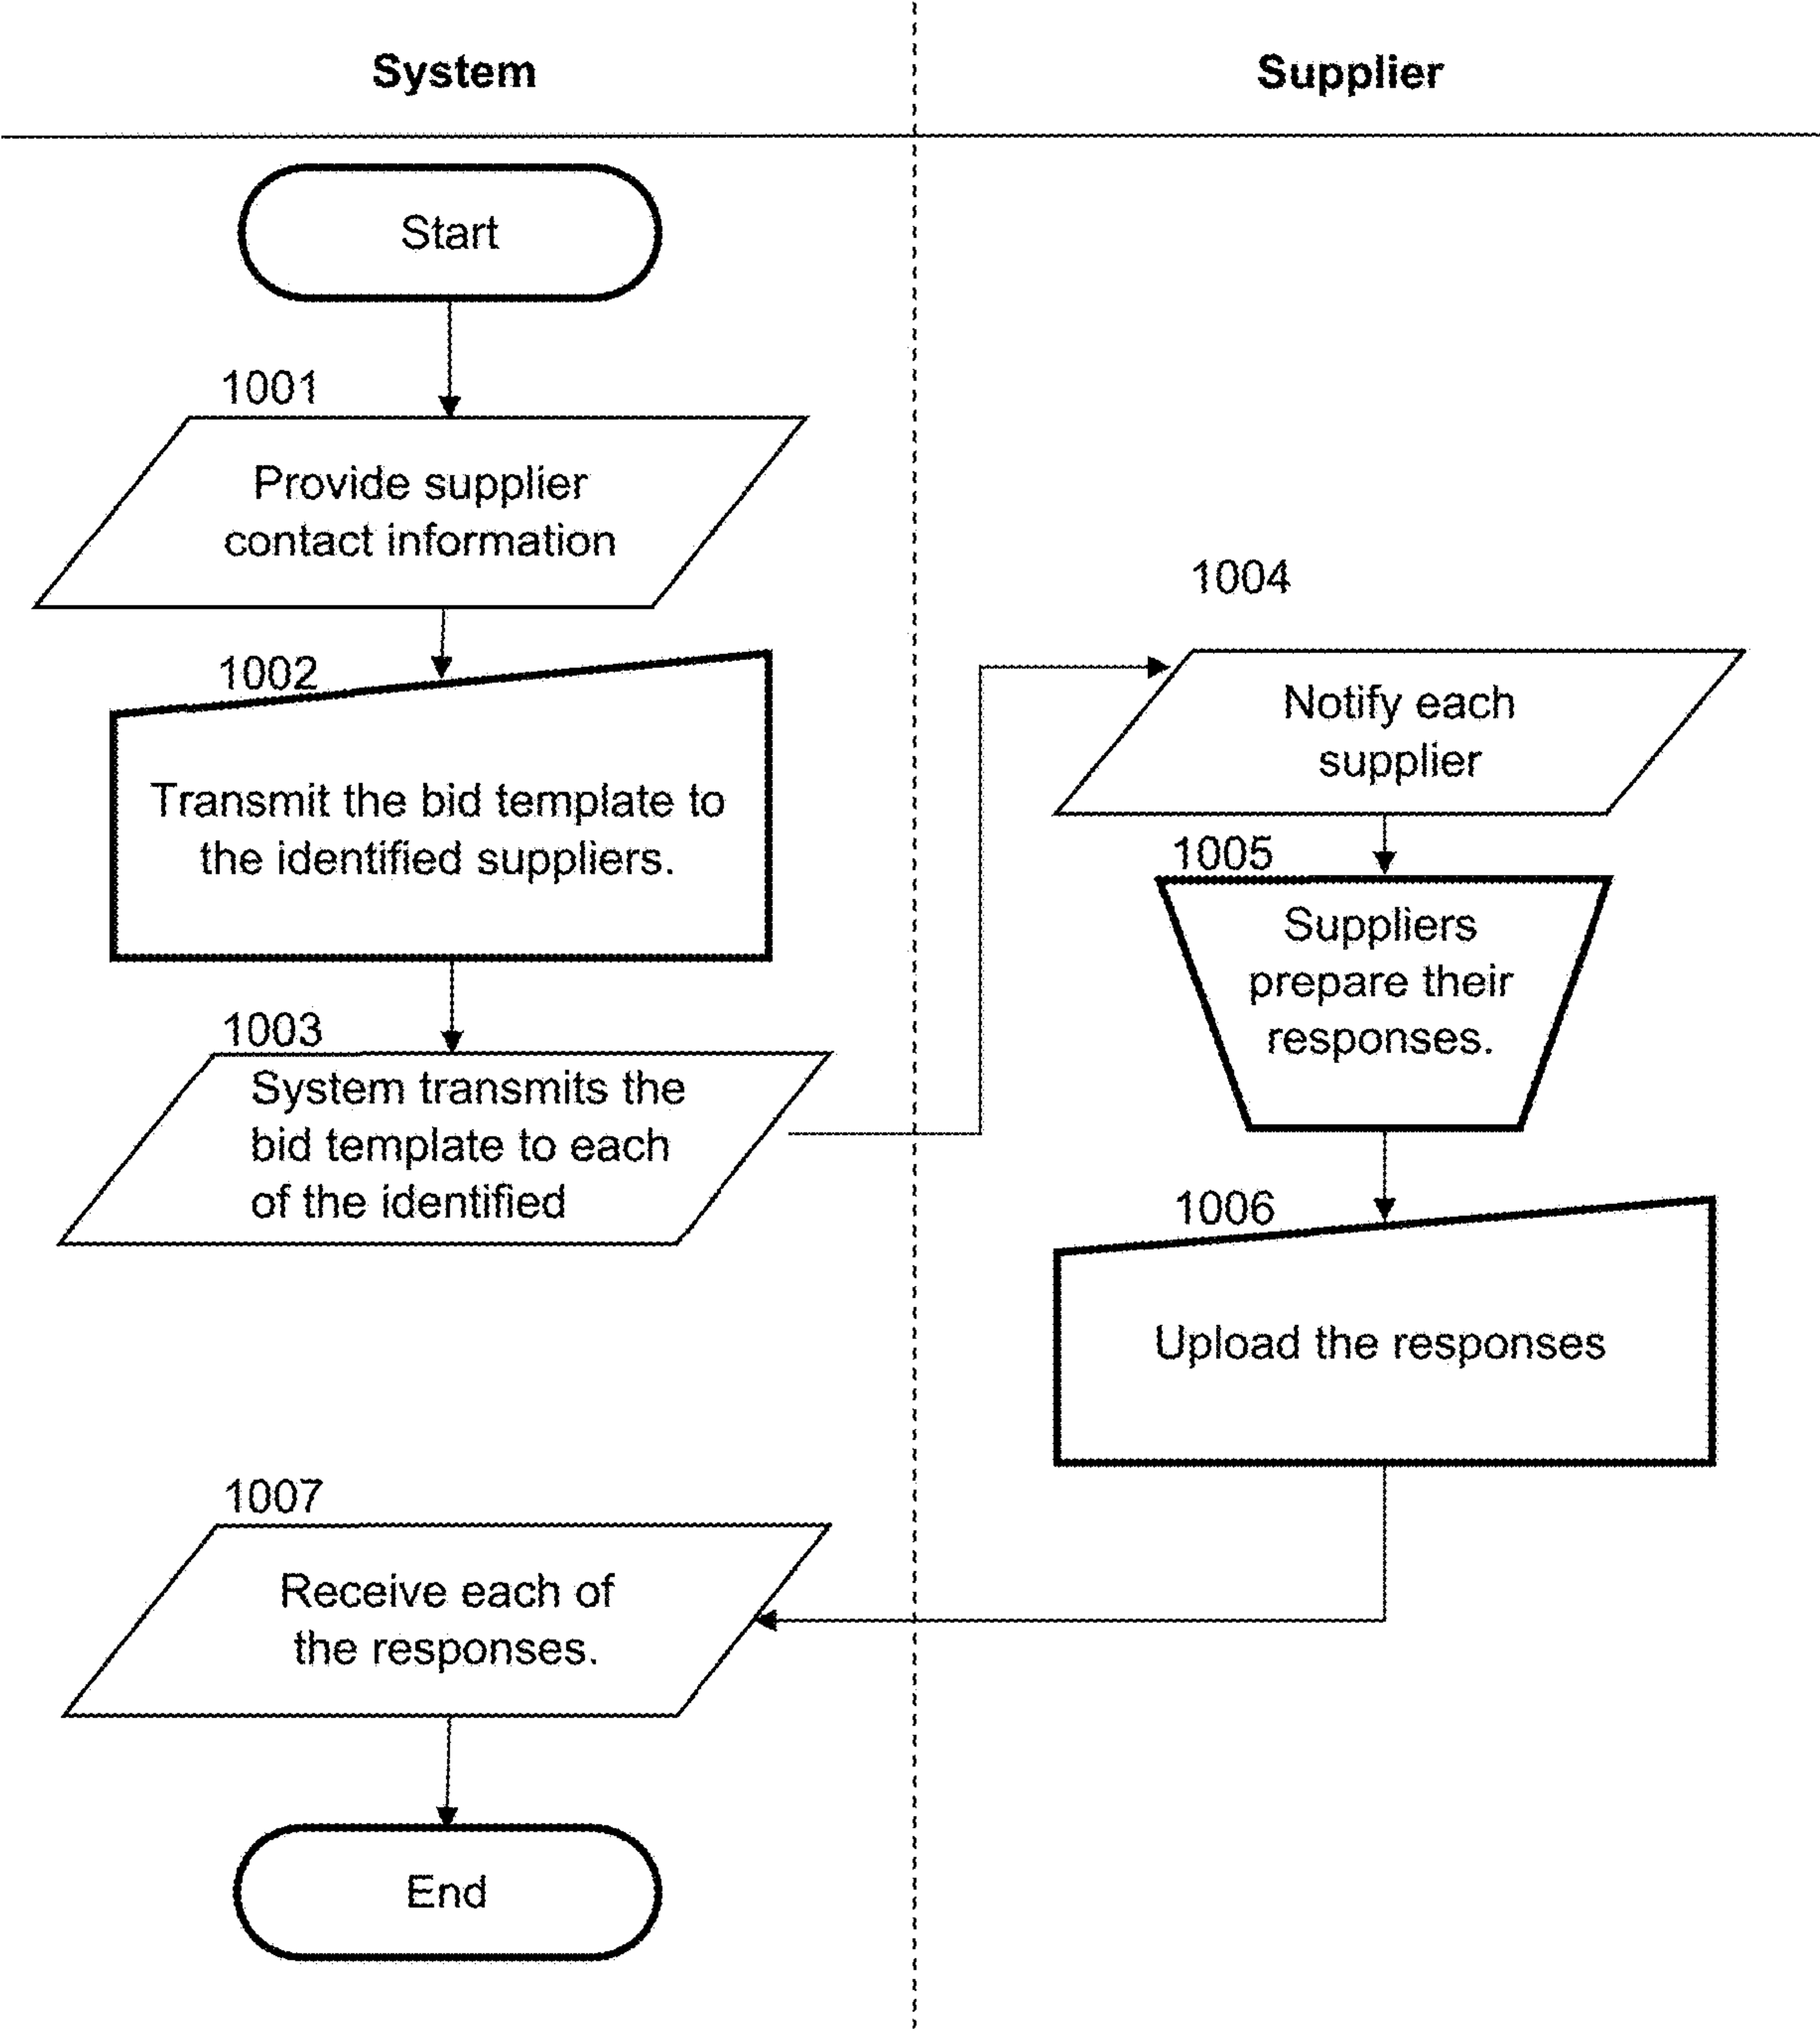 System
Supplier
Start
1001
Provide supplier
contact information
1002
Transmit the bid template to
the identified suppliers.
1003
System transmits the
bid template to each
of the identified
1004
Notify each
supplier
1005
Suppliers
prepare their
responses.
1006
Upload the responses
1007
Receive each of
the responses.
End